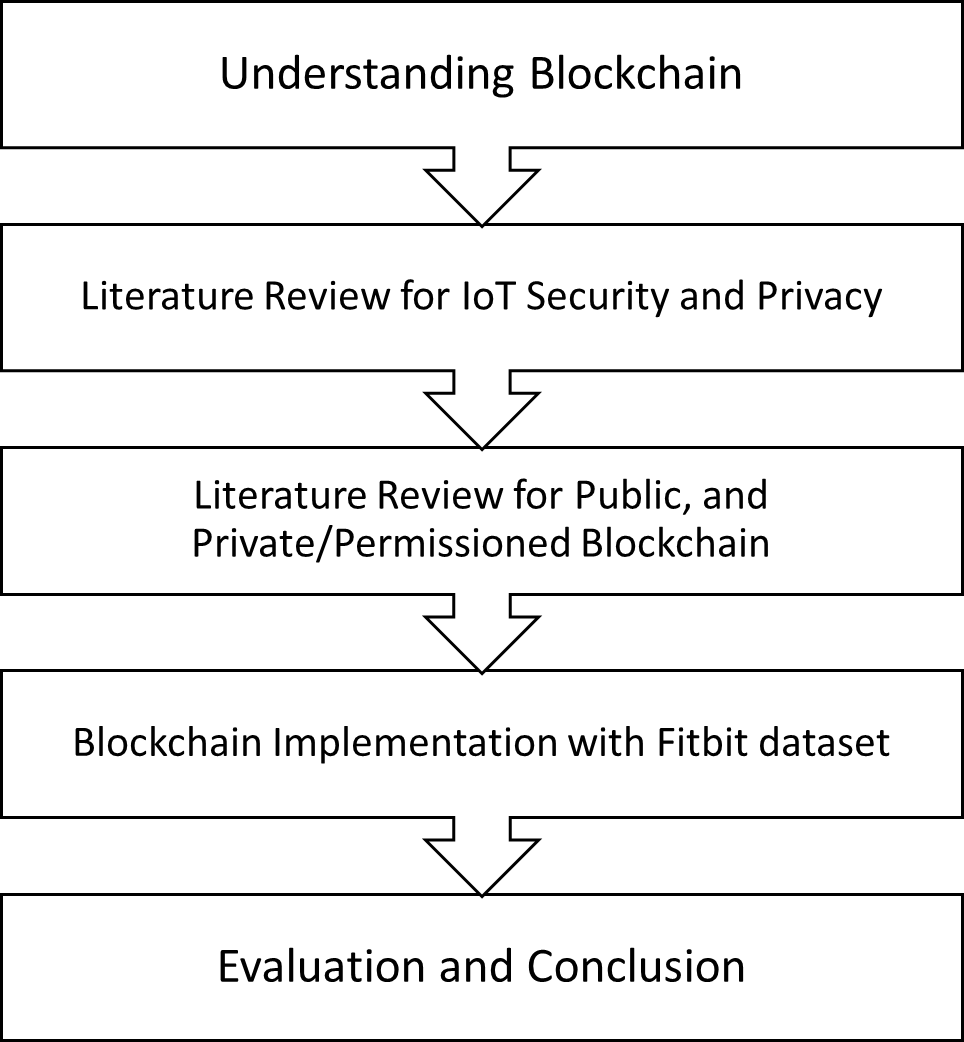 Understanding Blockchain
Literature Review for IoT Security and Privacy
Literature Review for Public, and
Private/Permissioned Blockchain
Blockchain Implementation with Fitbit dataset
Evaluation and Conclusion